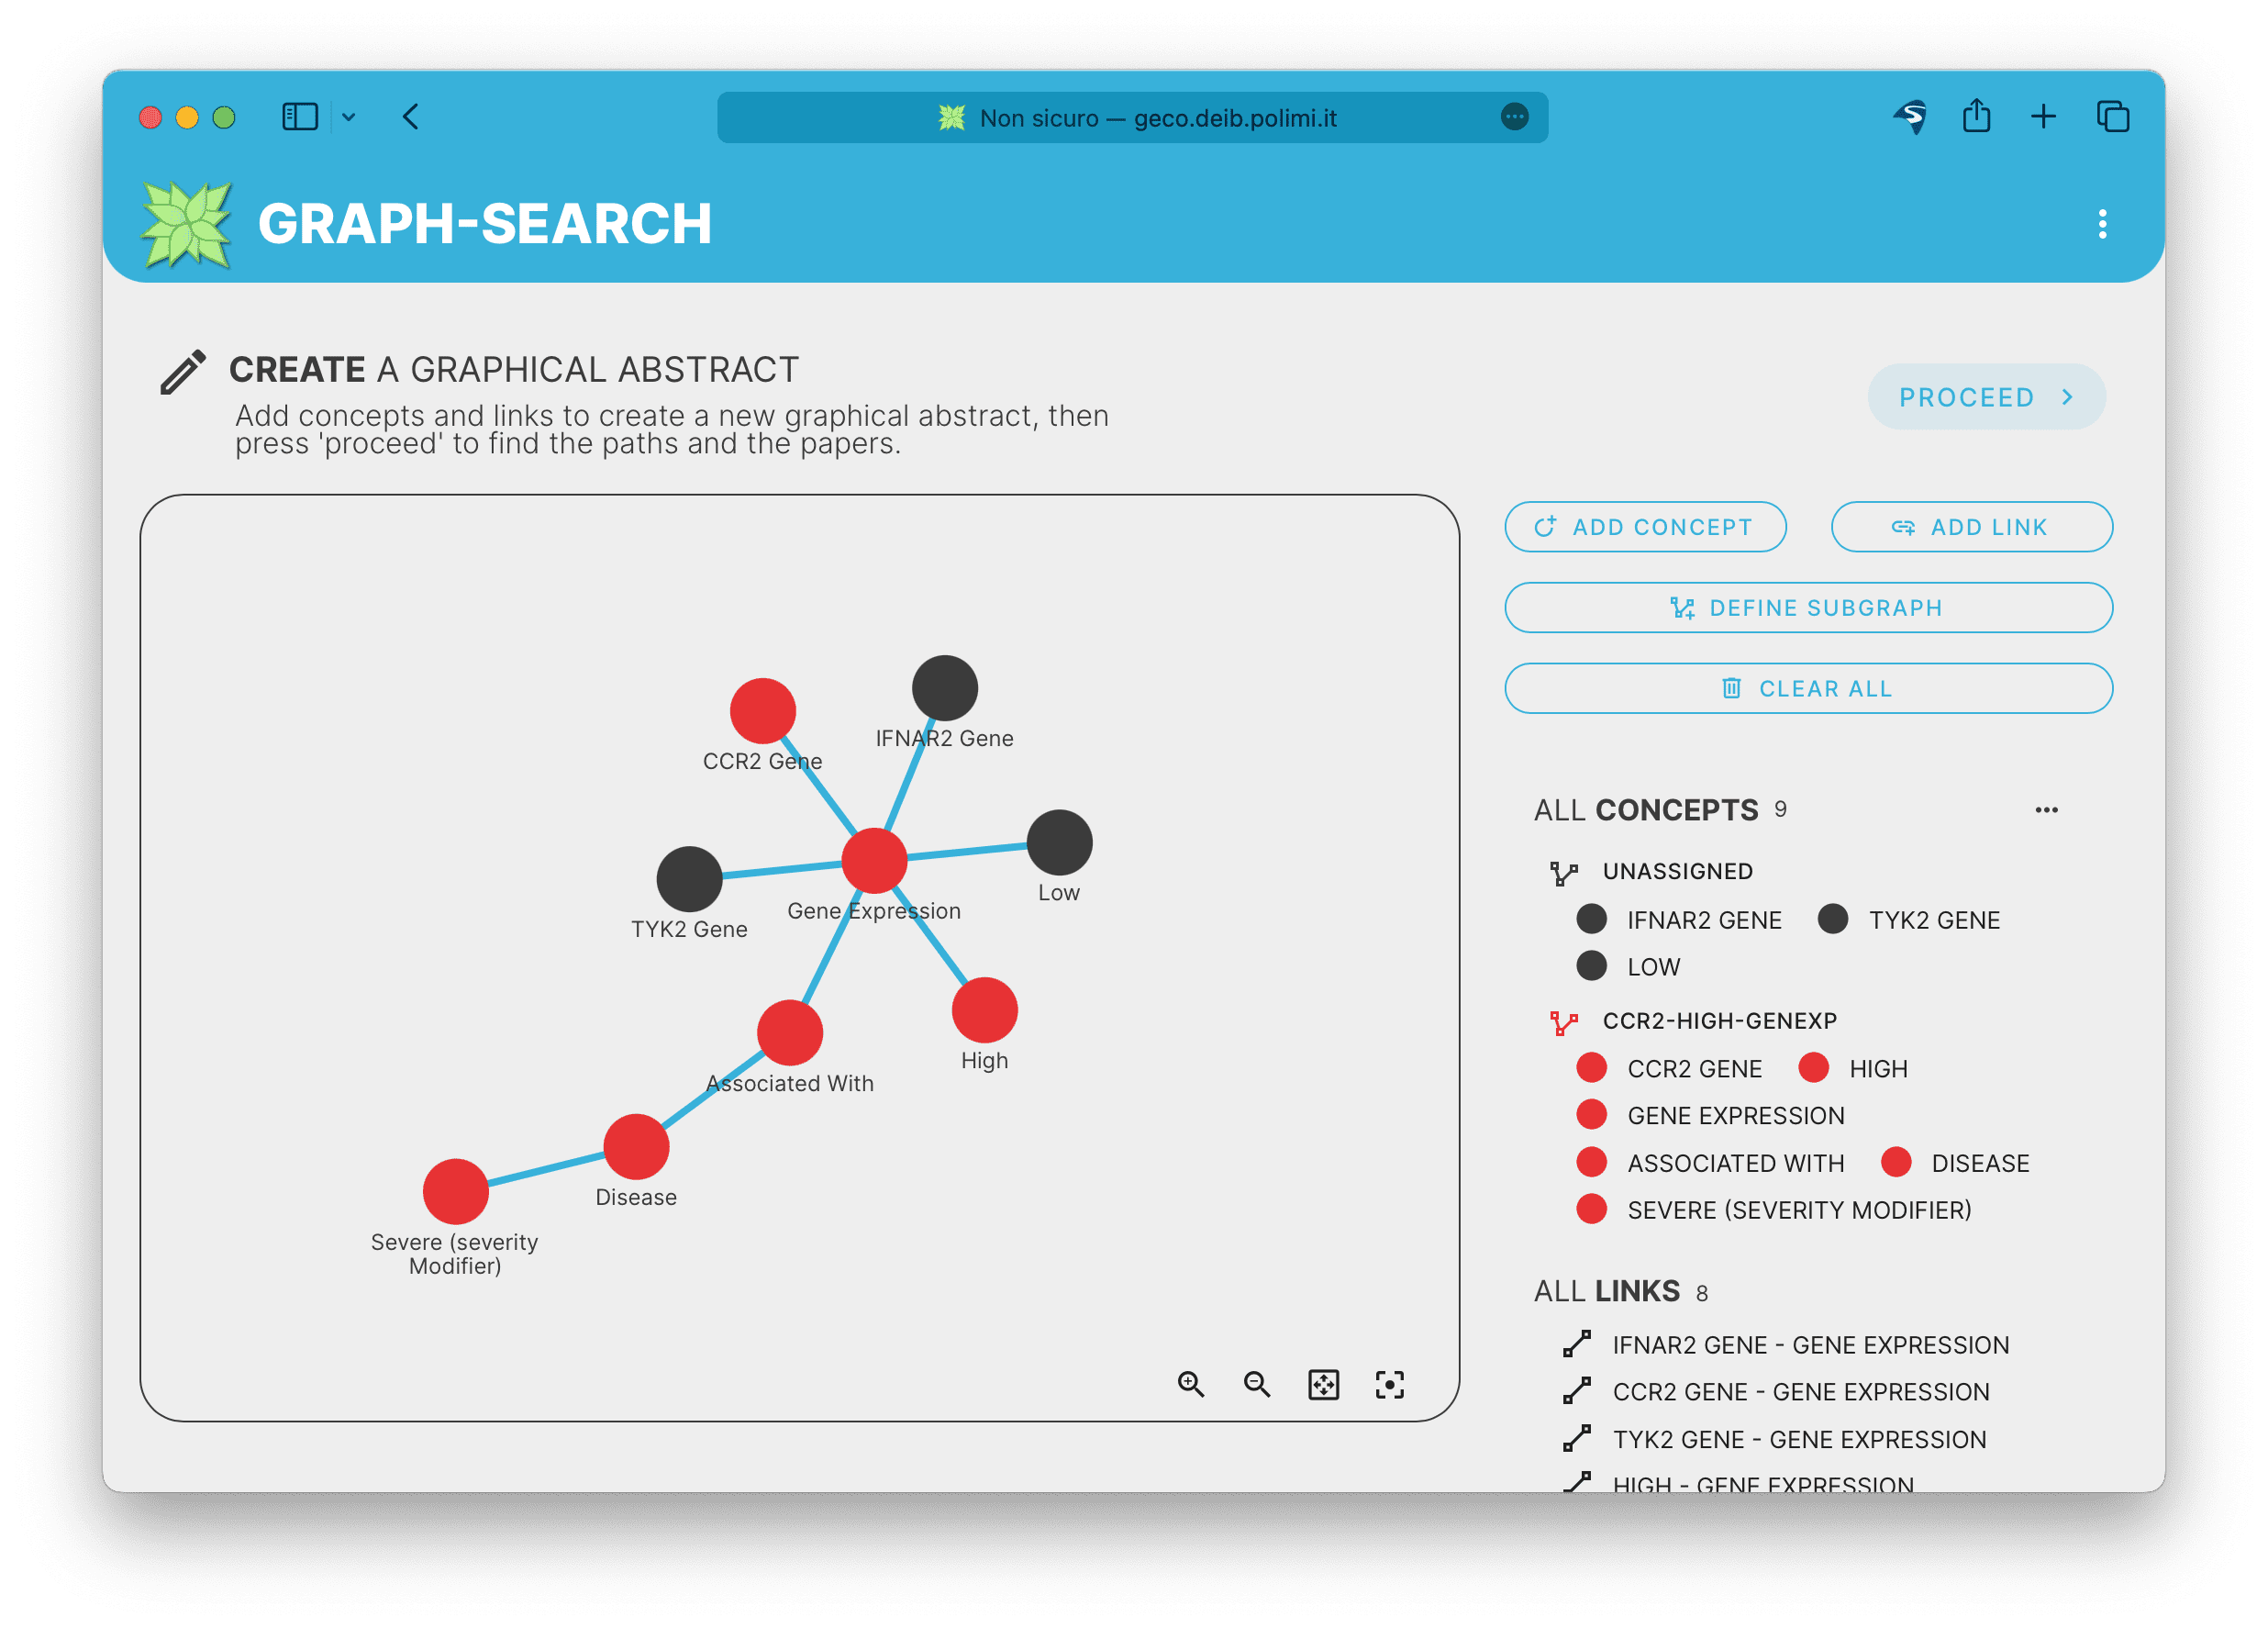 Non sicuro — geco.deib.polimi.it
GRAPH-SEARCH
CREATE A GRAPHICAL ABSTRACT
Add concepts and links to create a new graphical abstract, then
press 'proceed' to find the paths and the papers.
PROCEED
ADD CONCEPT
ADD LINK
DEFINE SUBGRAPH
CLEAR ALL
IFNAR2 Gene
CCR2 Gene
Low
Gene Expression
TYK2 Gene
High
Associated With
Disease
Severe (severity
Modifier)
ALL CONCEPTS 9
UNASSIGNED
IFNAR2 GENE TYK2 GENE
LOW
CCR2-HIGH-GENEXP
CCR2 GENE HIGH
GENE EXPRESSION
ASSOCIATED WITH DISEASE
SEVERE (SEVERITY MODIFIER)
ALL LINKS 8
IFNAR2 GENE - GENE EXPRESSION
CCR2 GENE - GENE EXPRESSION
TYK2 GENE - GENE EXPRESSION
HIGH - GENE EXPRESSION